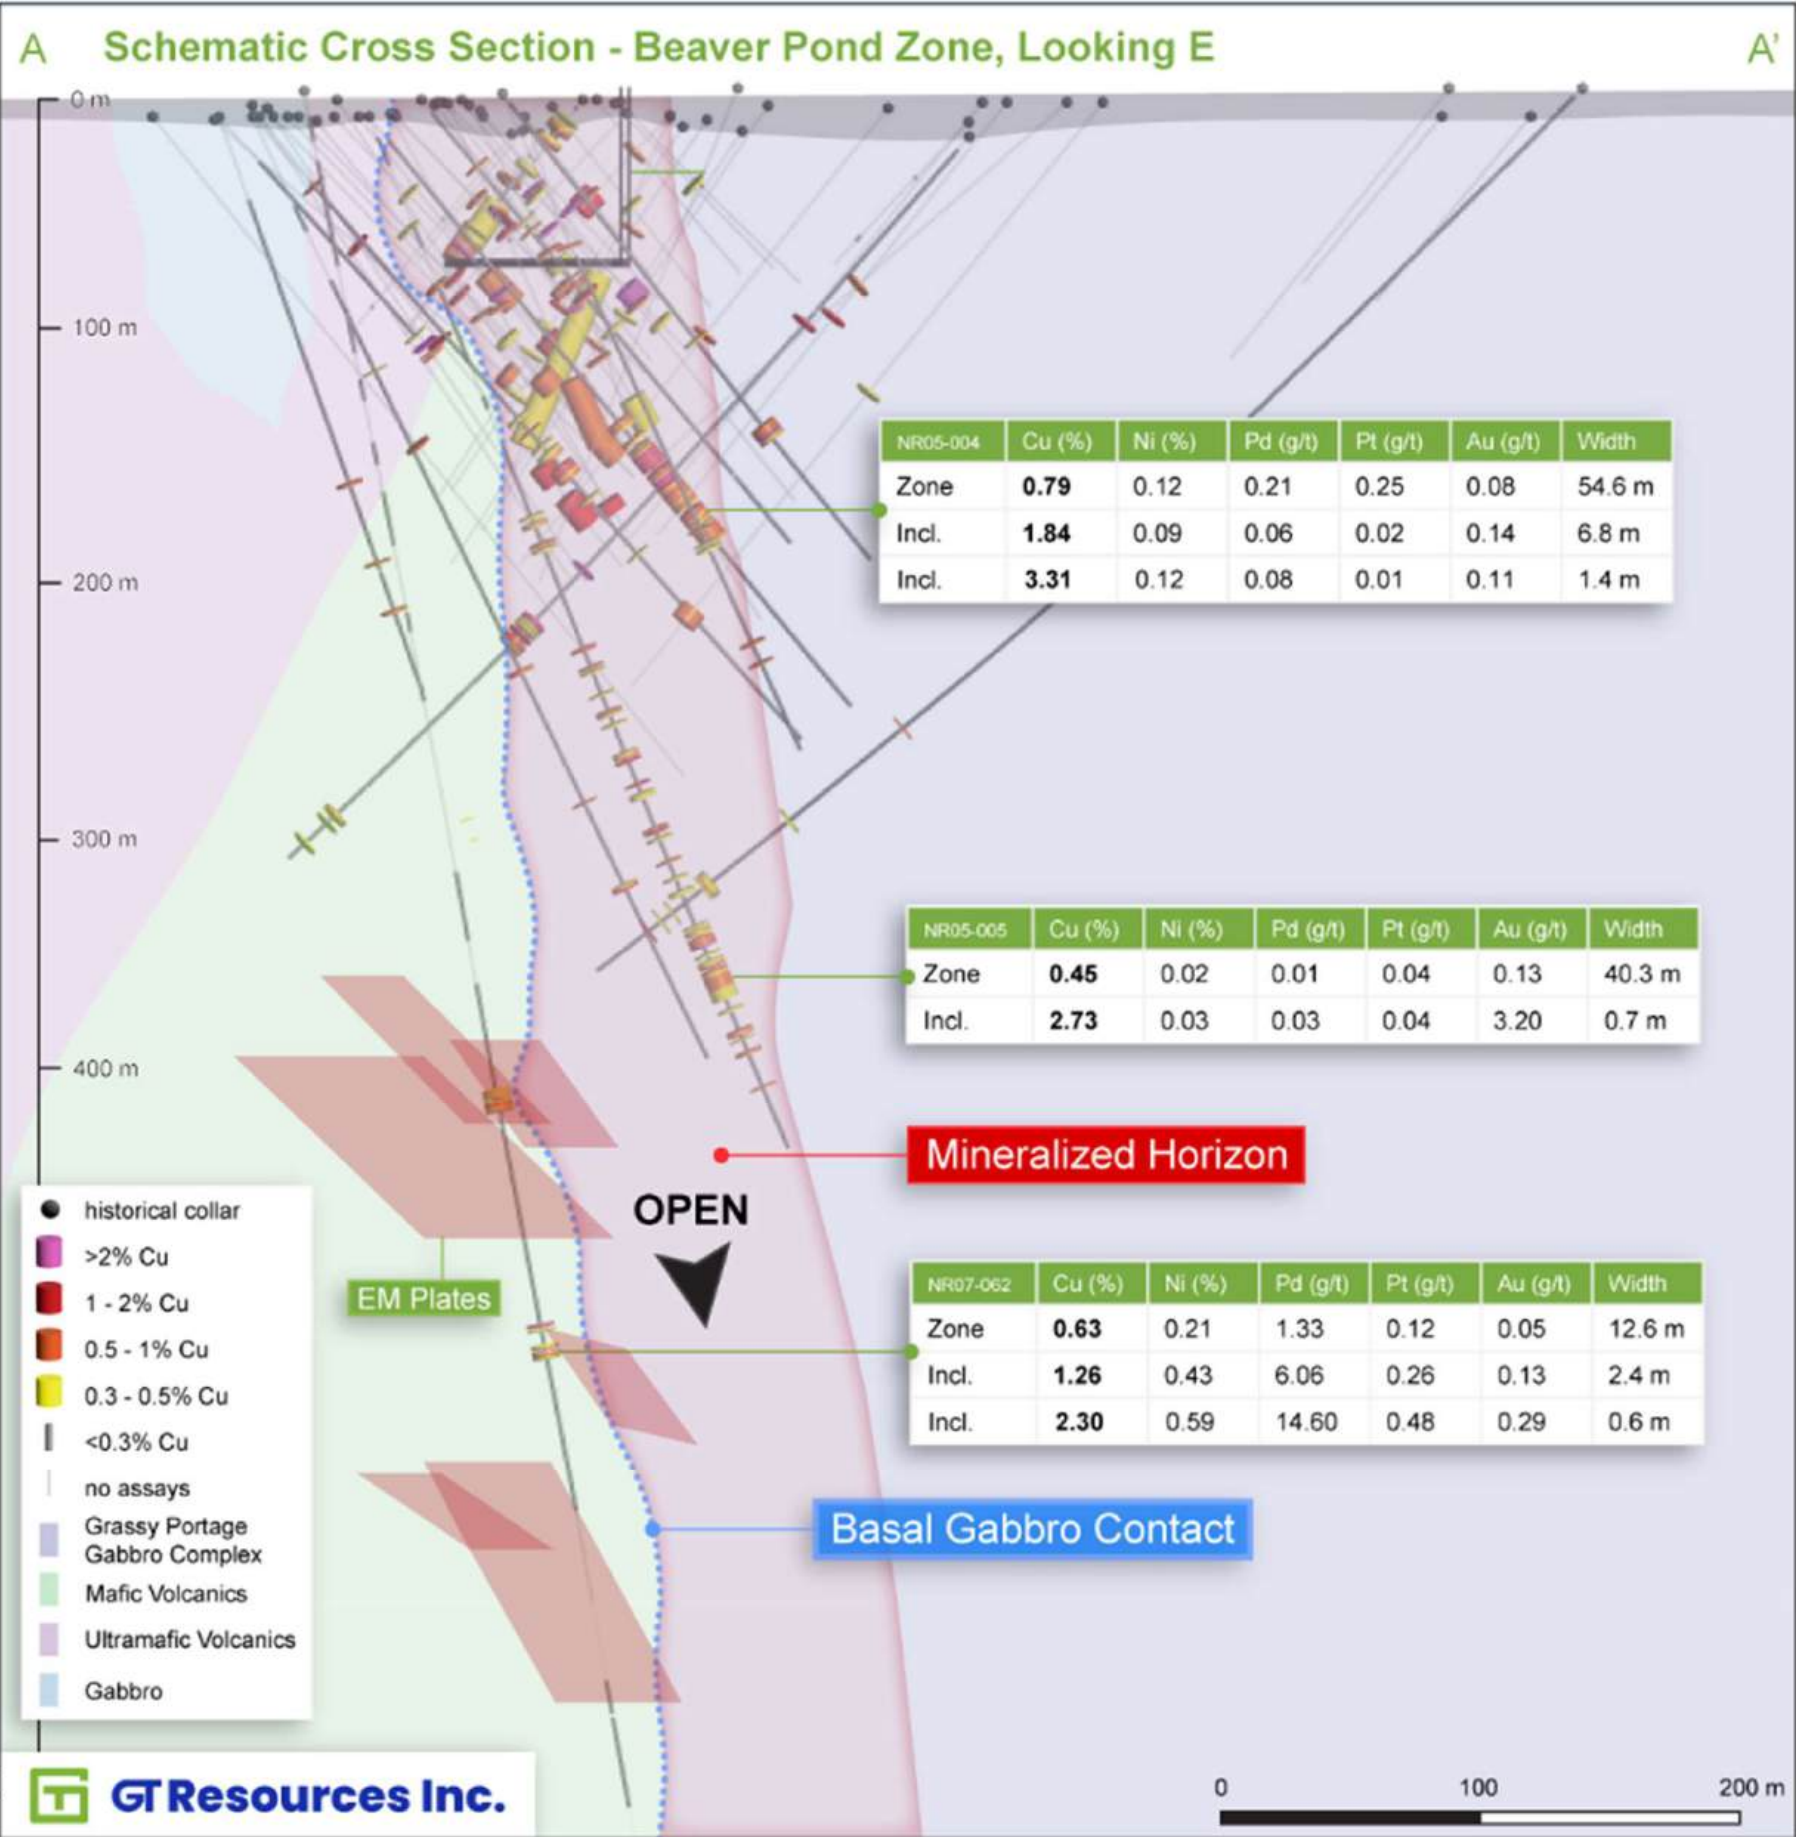 A Schematic Cross Section - Beaver Pond Zone, Looking E A'
0 m
100 m
200 m
300 m
400 m
NR05-004 Cu (%) Ni (%) Pd (g/t) Pt (g/t) Au (g/t) Width
Zone 0.79 0.12 0.21 0.25 0.08 54.6 m
Incl. 1.84 0.09 0.06 0.02 0.14 6.8 m
Incl. 3.31 0.12 0.08 0.01 0.11 1.4 m
NR05-005 Cu (%) Ni (%) Pd (g/t) Pt (g/t) Au (g/t) Width
Zone 0.45 0.02 0.01 0.04 0.13 40.3 m
Incl. 2.73 0.03 0.03 0.04 3.20 0.7 m
Mineralized Horizon
OPEN
EM Plates
NR07-062 Cu (%) Ni (%) Pd (g/t) Pt (g/t) Au (g/t) Width
Zone 0.63 0.21 1.33 0.12 0.05 12.6 m
Incl. 1.26 0.43 6.06 0.26 0.13 2.4 m
Incl. 2.30 0.59 14.60 0.48 0.29 0.6 m
Basal Gabbro Contact
historical collar
>2% Cu
1 - 2% Cu
0.5 - 1% Cu
0.3 - 0.5% Cu
<0.3% Cu
no assays
Grassy Portage
Gabbro Complex
Mafic Volcanics
Ultramafic Volcanics
Gabbro
GT Resources Inc.
0 100 200 m